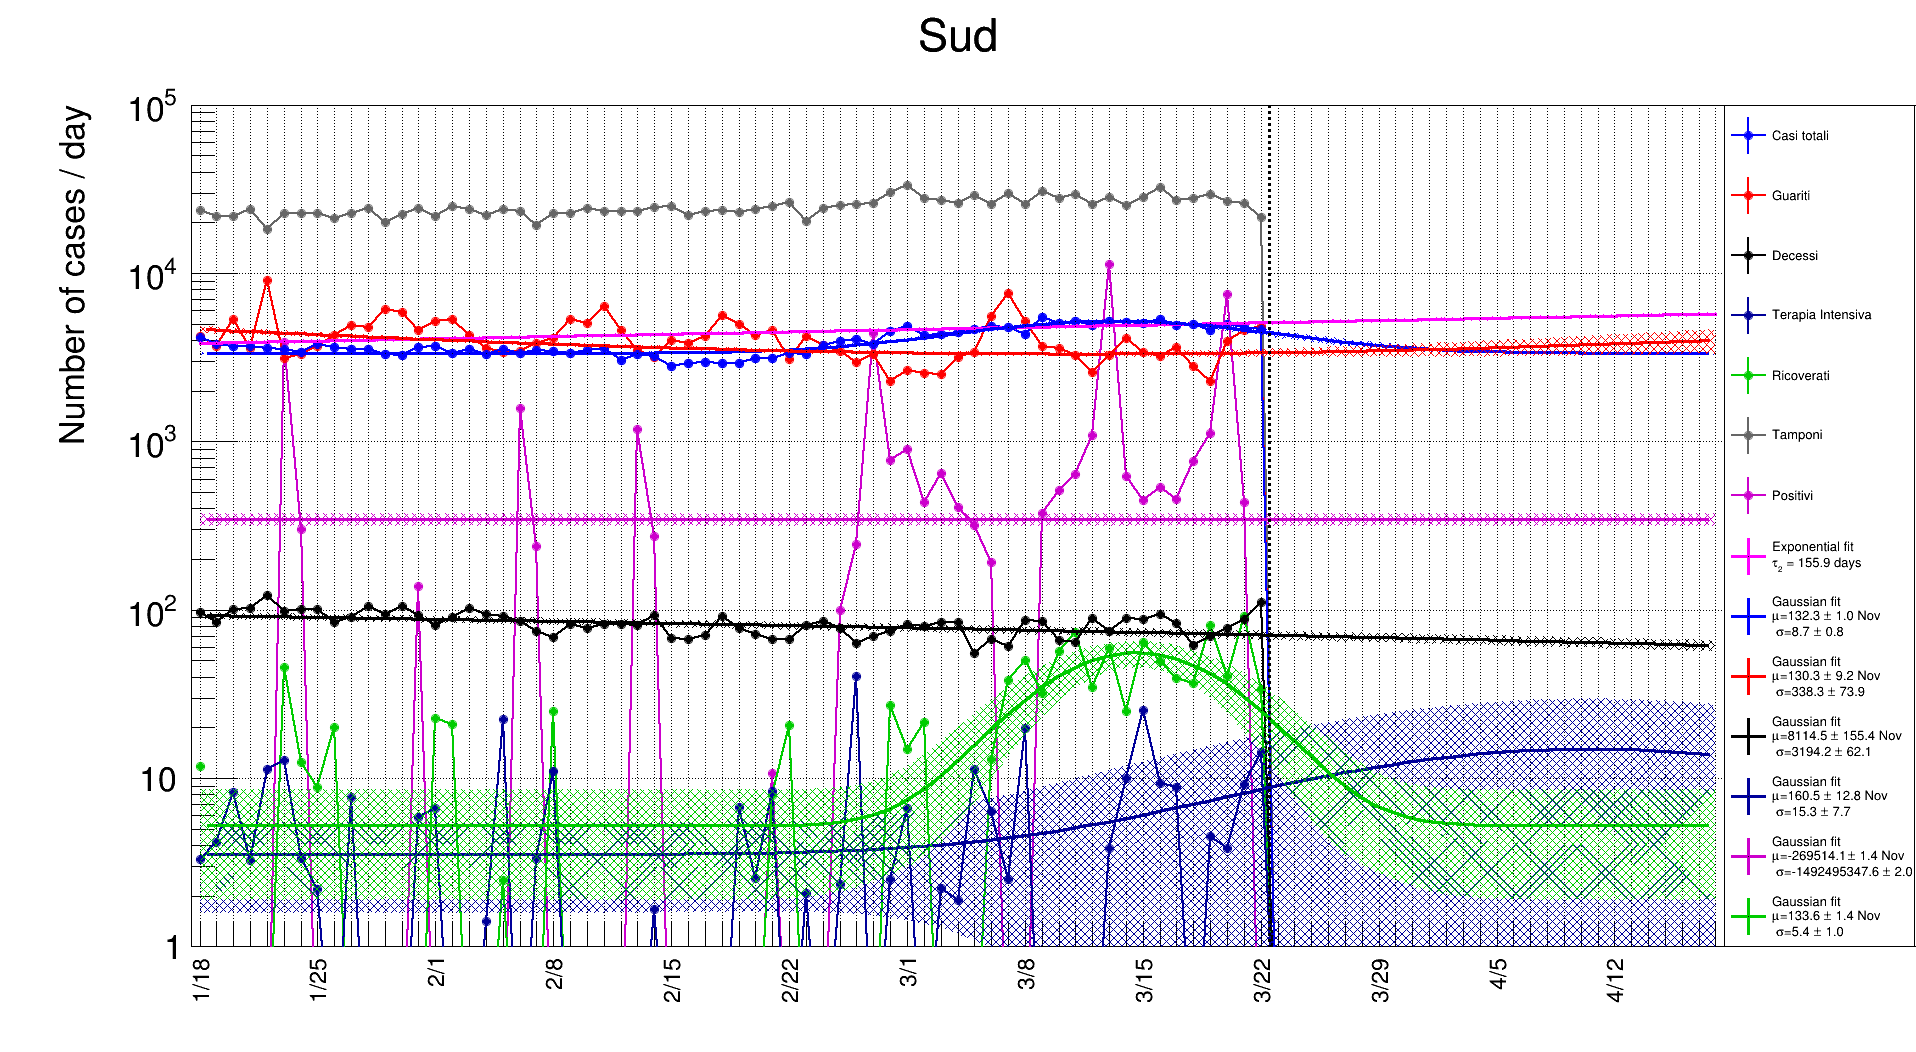 Sud
Number of cases / day
10^5
10^4
10^3
10^2
10
1
1/18
1/25
2/1
2/8
2/15
2/22
3/1
3/8
3/15
3/22
3/29
4/5
4/12
Casi totali
Guariti
Decessi
Terapia Intensiva
Ricoverati
Tamponi
Positivi
Exponential fit
τ_2 = 155.9 days
Gaussian fit
μ=132.3 ± 1.0 Nov
σ=8.7 ± 0.8
Gaussian fit
μ=130.3 ± 9.2 Nov
σ=338.3 ± 73.9
Gaussian fit
μ=8114.5 ± 155.4 Nov
σ=3194.2 ± 62.1
Gaussian fit
μ=160.5 ± 12.8 Nov
σ=15.3 ± 7.7
Gaussian fit
μ=-269514.1 ± 1.4 Nov
σ=-1492495347.6 ± 2.0
Gaussian fit
μ=133.6 ± 1.4 Nov
σ=5.4 ± 1.0